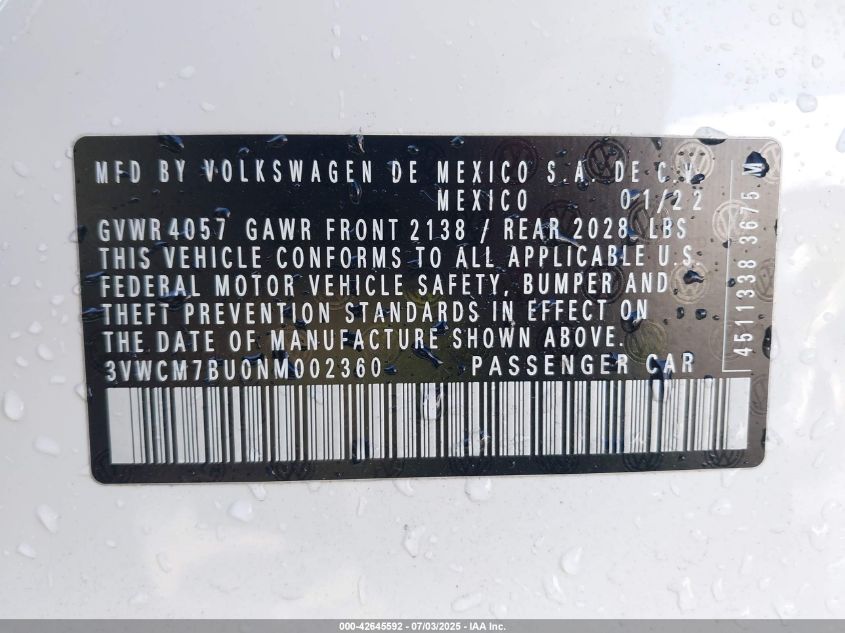 MFD BY VOLKSWAGEN DE MEXICO S.A. DE C.V.
MEXICO 01/22
GVWR 4057 GAWR FRONT 2138 / REAR 2028 LBS
THIS VEHICLE CONFORMS TO ALL APPLICABLE U.S.
FEDERAL MOTOR VEHICLE SAFETY, BUMPER AND
THEFT PREVENTION STANDARDS IN EFFECT ON
THE DATE OF MANUFACTURE SHOWN ABOVE.
3VWCM7BU0NM002360 PASSENGER CAR
4511338 3675 M
000-42645592 - 07/03/2025 - IAA Inc.